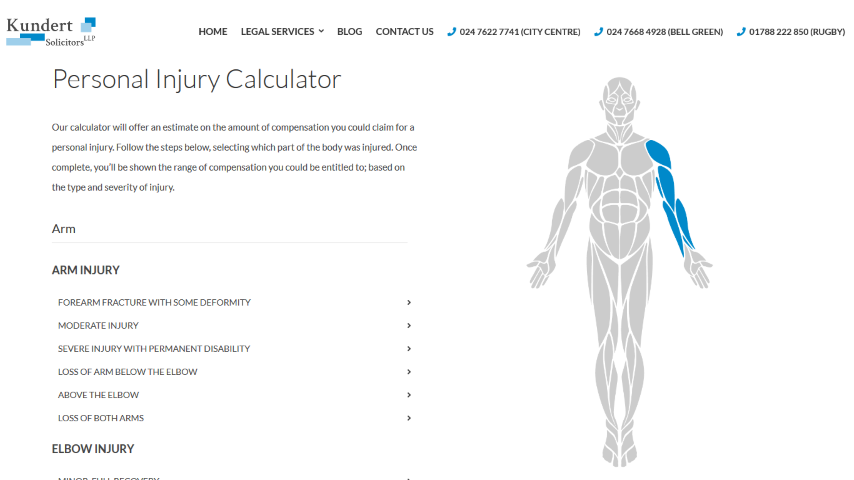 Kundert
Solicitors LLP
HOME LEGAL SERVICES BLOG CONTACT US 024 7622 7741 (CITY CENTRE) 024 7668 4928 (BELL GREEN) 01788 222 850 (RUGBY)
Personal Injury Calculator
Our calculator will offer an estimate on the amount of compensation you could claim for a
personal injury. Follow the steps below, selecting which part of the body was injured. Once
complete, you'll be shown the range of compensation you could be entitled to; based on
the type and severity of injury.
Arm
ARM INJURY
FOREARM FRACTURE WITH SOME DEFORMITY
MODERATE INJURY
SEVERE INJURY WITH PERMANENT DISABILITY
LOSS OF ARM BELOW THE ELBOW
ABOVE THE ELBOW
LOSS OF BOTH ARMS
ELBOW INJURY
MINOR, FULL RECOVERY